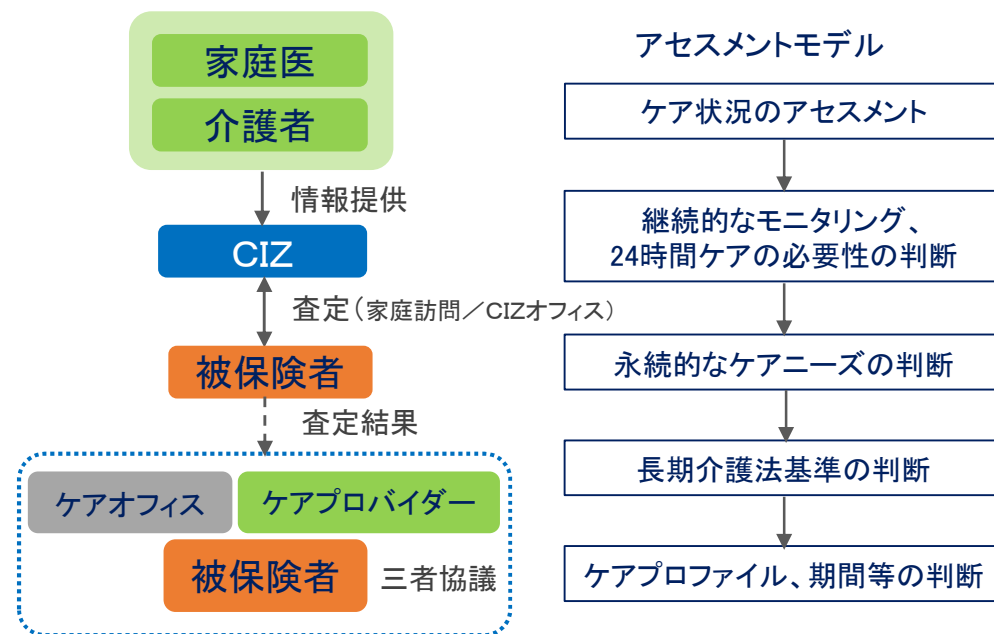 家庭医
介護者
情報提供
CIZ
査定(家庭訪問／CIZオフィス)
被保険者
査定結果
ケアオフィス
ケアプロバイダー
被保険者
三者協議
アセスメントモデル
ケア状況のアセスメント
継続的なモニタリング、
24時間ケアの必要性の判断
永続的なケアニーズの判断
長期介護法基準の判断
ケアプロファイル、期間等の判断